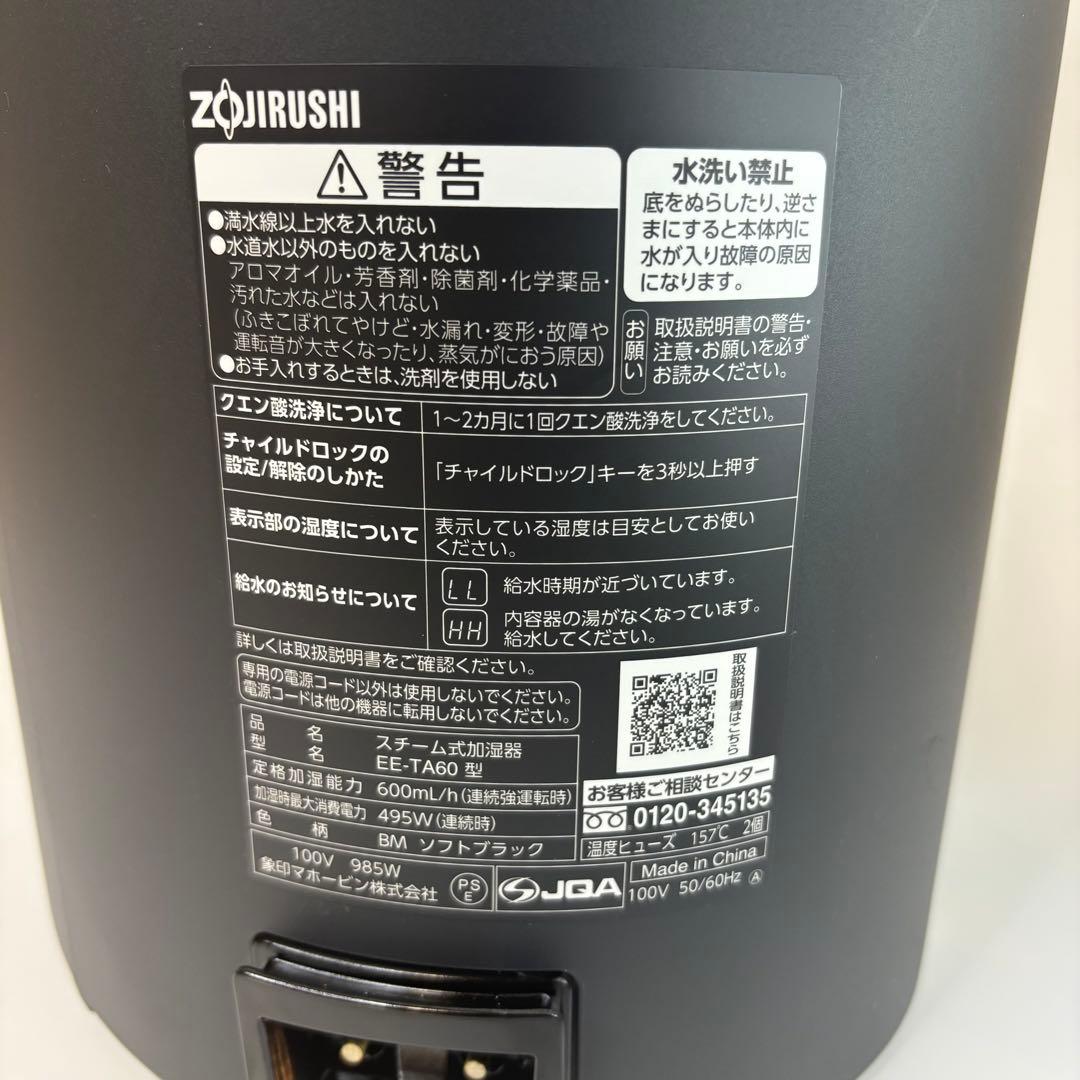 ZOJIRUSHI
警告
●満水線以上水を入れない
●水道水以外のものを入れない
アロマオイル・芳香剤・除菌剤・化学薬品・
汚れた水などは入れない
(ふきこぼれてやけど・水漏れ・変形・故障や
運転音が大きくなったり、蒸気がにおう原因)
●お手入れするときは、洗剤を使用しない
水洗い禁止
底をぬらしたり、逆さ
まにすると本体内に
水が入り故障の原因
になります。
お願い
取扱説明書の警告・
注意・お願いを必ず
お読みください。
クエン酸洗浄について
1〜2カ月に1回クエン酸洗浄をしてください。
チャイルドロックの
設定/解除のしかた
「チャイルドロック」キーを3秒以上押す
表示部の湿度について
表示している湿度は目安としてお使い
ください。
給水のお知らせについて
LL 給水時期が近づいています。
HH 内容器の湯がなくなっています。
給水してください。
詳しくは取扱説明書をご確認ください。
専用の電源コード以外は使用しないでください。
電源コードは他の機器に転用しないでください。
取扱説明書はこちら
品名 スチーム式加湿器
型名 EE-TA60 型
定格加湿能力 600mL/h(連続強運転時)
加湿時最大消費電力 495W(連続時)
色柄 BM ソフトブラック
100V 985W
象印マホービン株式会社
PSE
JQA
お客様ご相談センター
0120-345135
温度ヒューズ 157℃ 2個
Made in China
100V 50/60Hz Ⓐ